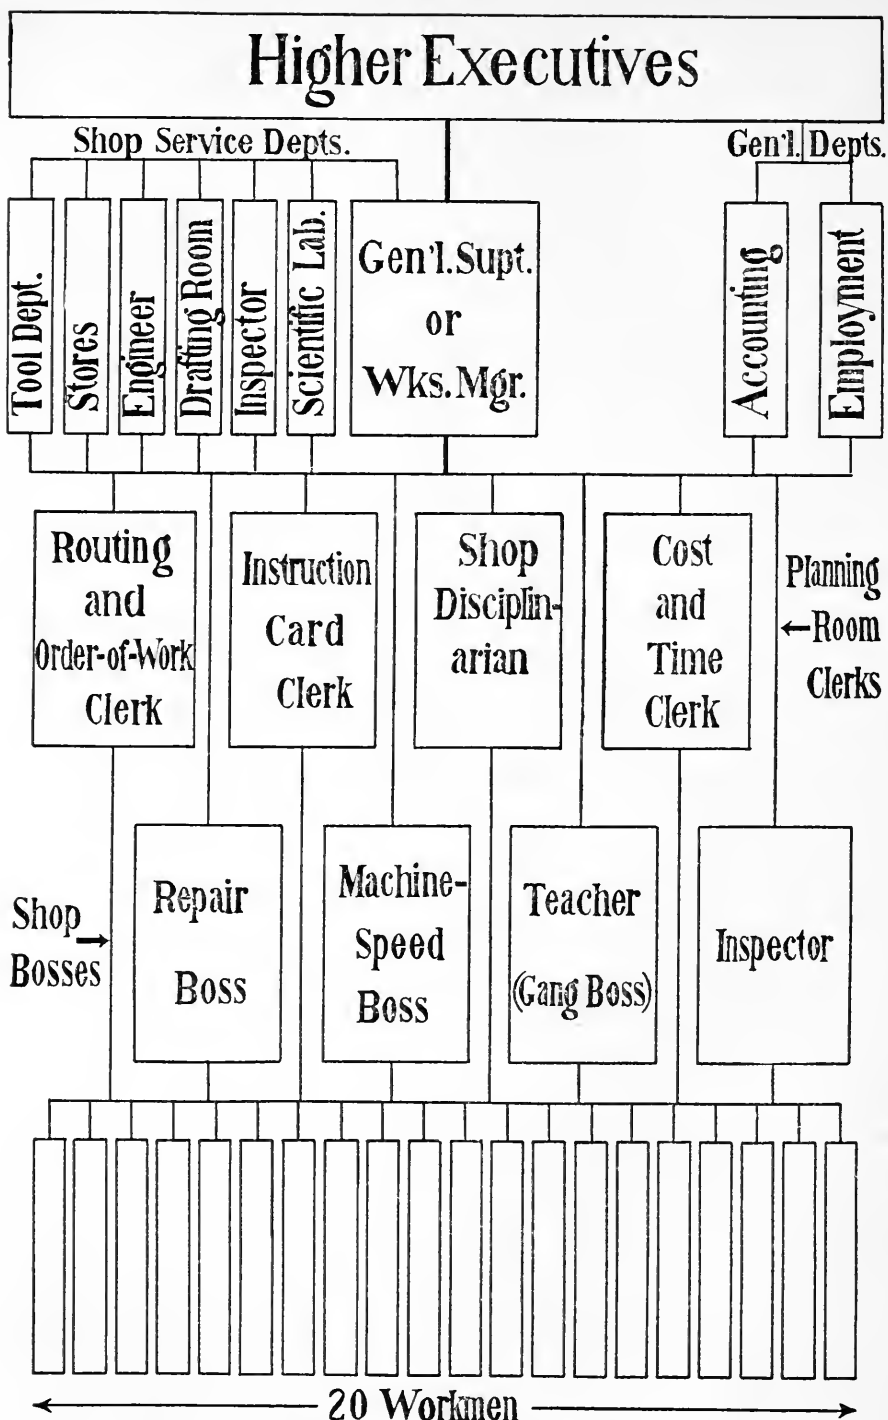 Higher Executives
Shop Service Depts.
Gen'l. Depts.
Tool Dept.
Stores
Engineer
Drafting Room
Inspector
Scientific Lab.
Gen'l. Supt.
or
Wks. Mgr.
Accounting
Employment
Routing
and
Order-of-Work
Clerk
Instruction
Card
Clerk
Shop
Disciplin-
arian
Cost
and
Time
Clerk
Planning
←Room
Clerks
Shop
→
Bosses
Repair
Boss
Machine-
Speed
Boss
Teacher
(Gang Boss)
Inspector
20 Workmen